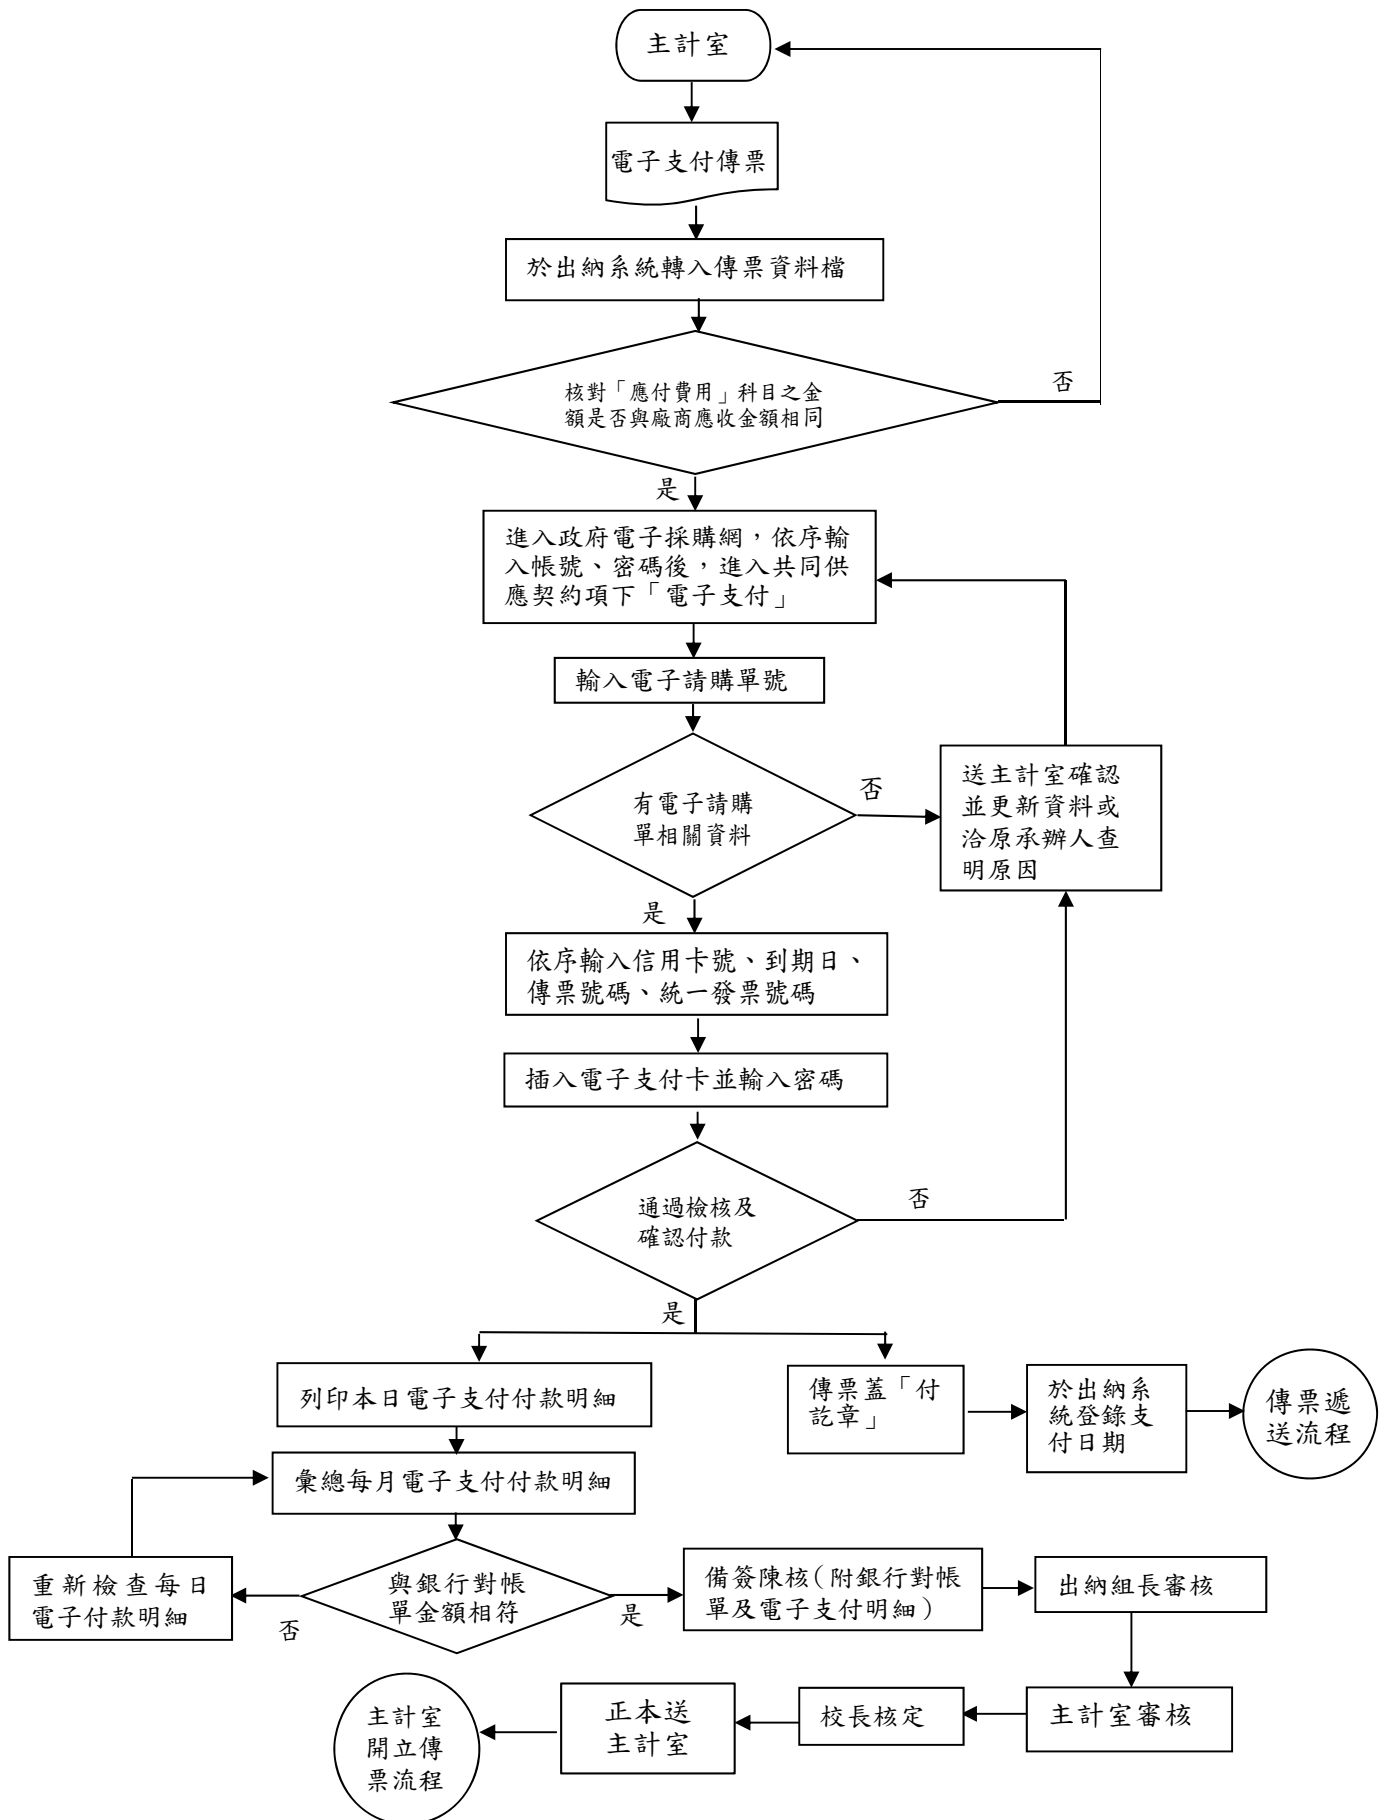 主計室
電子支付傳票
於出納系統轉入傳票資料檔
核對「應付費用」科目之金
額是否與廠商應收金額相同
否
是
進入政府電子採購網，依序輸
入帳號、密碼後，進入共同供
應契約項下「電子支付」
輸入電子請購單號
有電子請購
單相關資料
否
送主計室確認
並更新資料或
洽原承辦人查
明原因
是
依序輸入信用卡號、到期日、
傳票號碼、統一發票號碼
插入電子支付卡並輸入密碼
通過檢核及
確認付款
否
是
列印本日電子支付付款明細
傳票蓋「付
訖章」
於出納系
統登錄支
付日期
傳票遞
送流程
彙總每月電子支付付款明細
重新檢查每日
電子付款明細
否
與銀行對帳
單金額相符
是
備簽陳核(附銀行對帳
單及電子支付明細)
出納組長審核
主計室審核
校長核定
正本送
主計室
主計室
開立傳
票流程